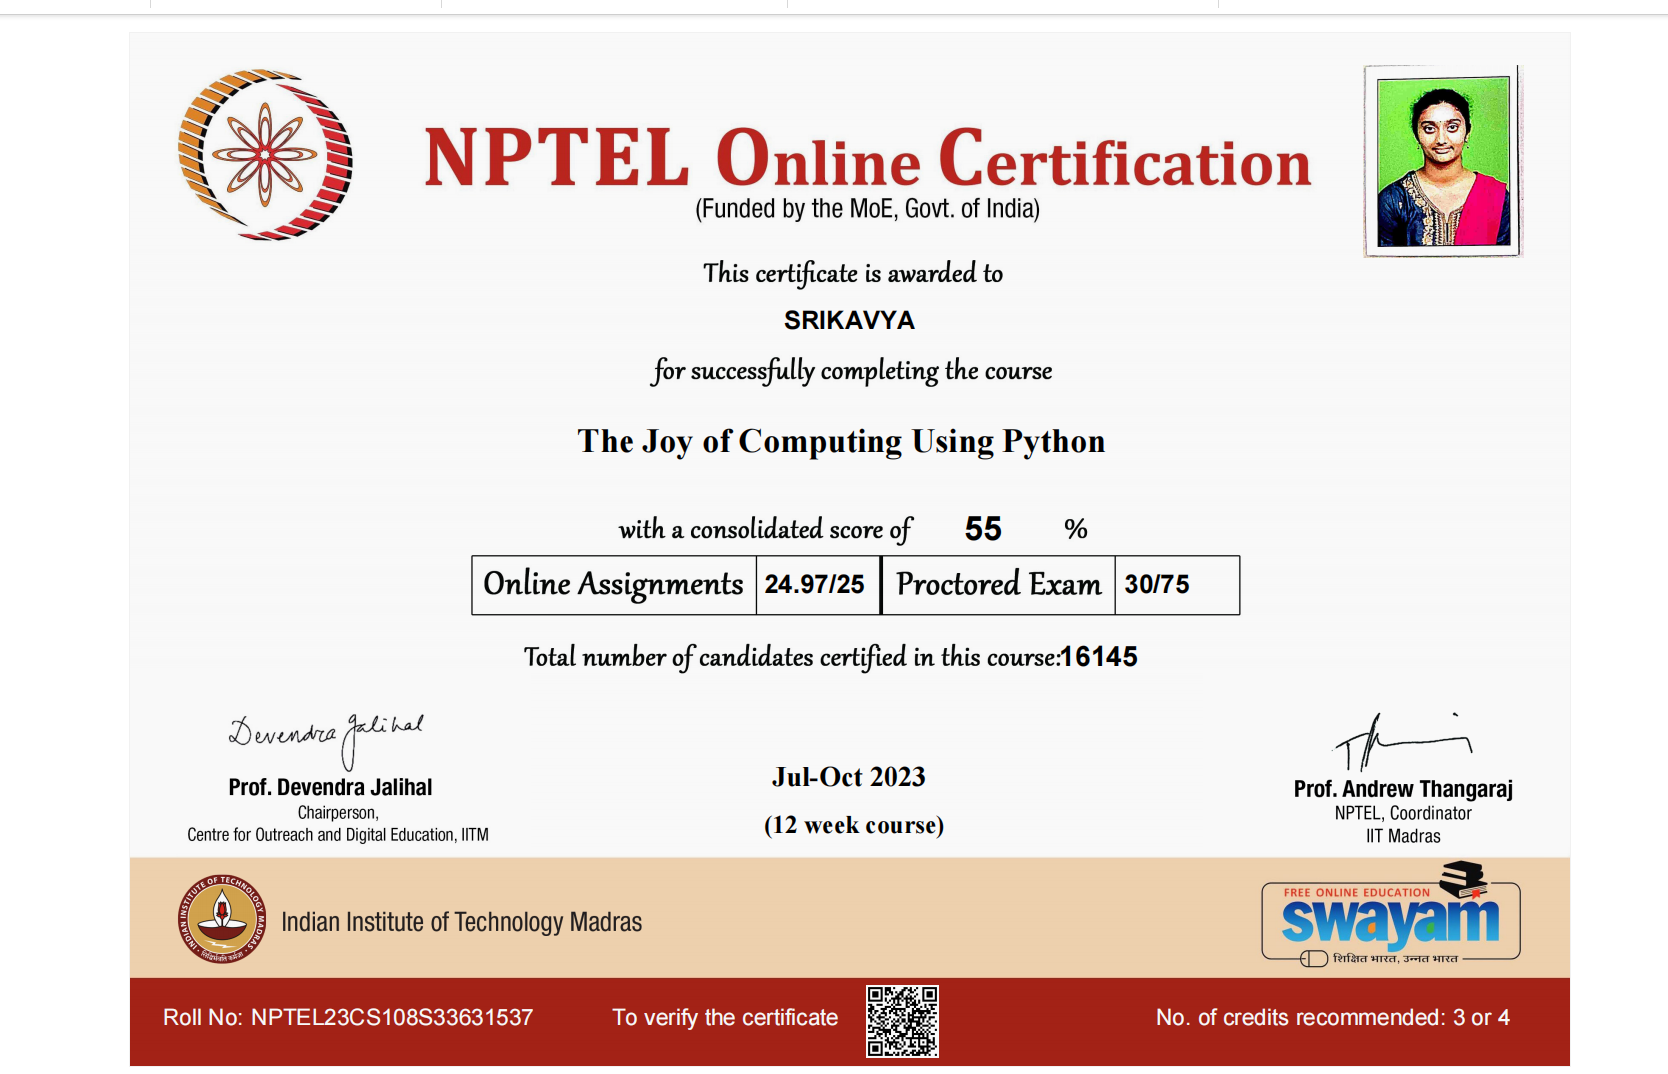 NPTEL Online Certification
(Funded by the MoE, Govt. of India)
This certificate is awarded to
SRIKAVYA
for successfully completing the course
The Joy of Computing Using Python
with a consolidated score of 55 %
Online Assignments 24.97/25 Proctored Exam 30/75
Total number of candidates certified in this course:16145
Devendra Jalihal
Prof. Devendra Jalihal
Chairperson,
Centre for Outreach and Digital Education, IITM
Jul-Oct 2023
(12 week course)
Prof. Andrew Thangaraj
NPTEL, Coordinator
IIT Madras
INDIAN INSTITUTE OF TECHNOLOGY MADRAS
Indian Institute of Technology Madras
FREE ONLINE EDUCATION
swayam
शिक्षित भारत, उन्नत भारत
Roll No: NPTEL23CS108S33631537
To verify the certificate
No. of credits recommended: 3 or 4